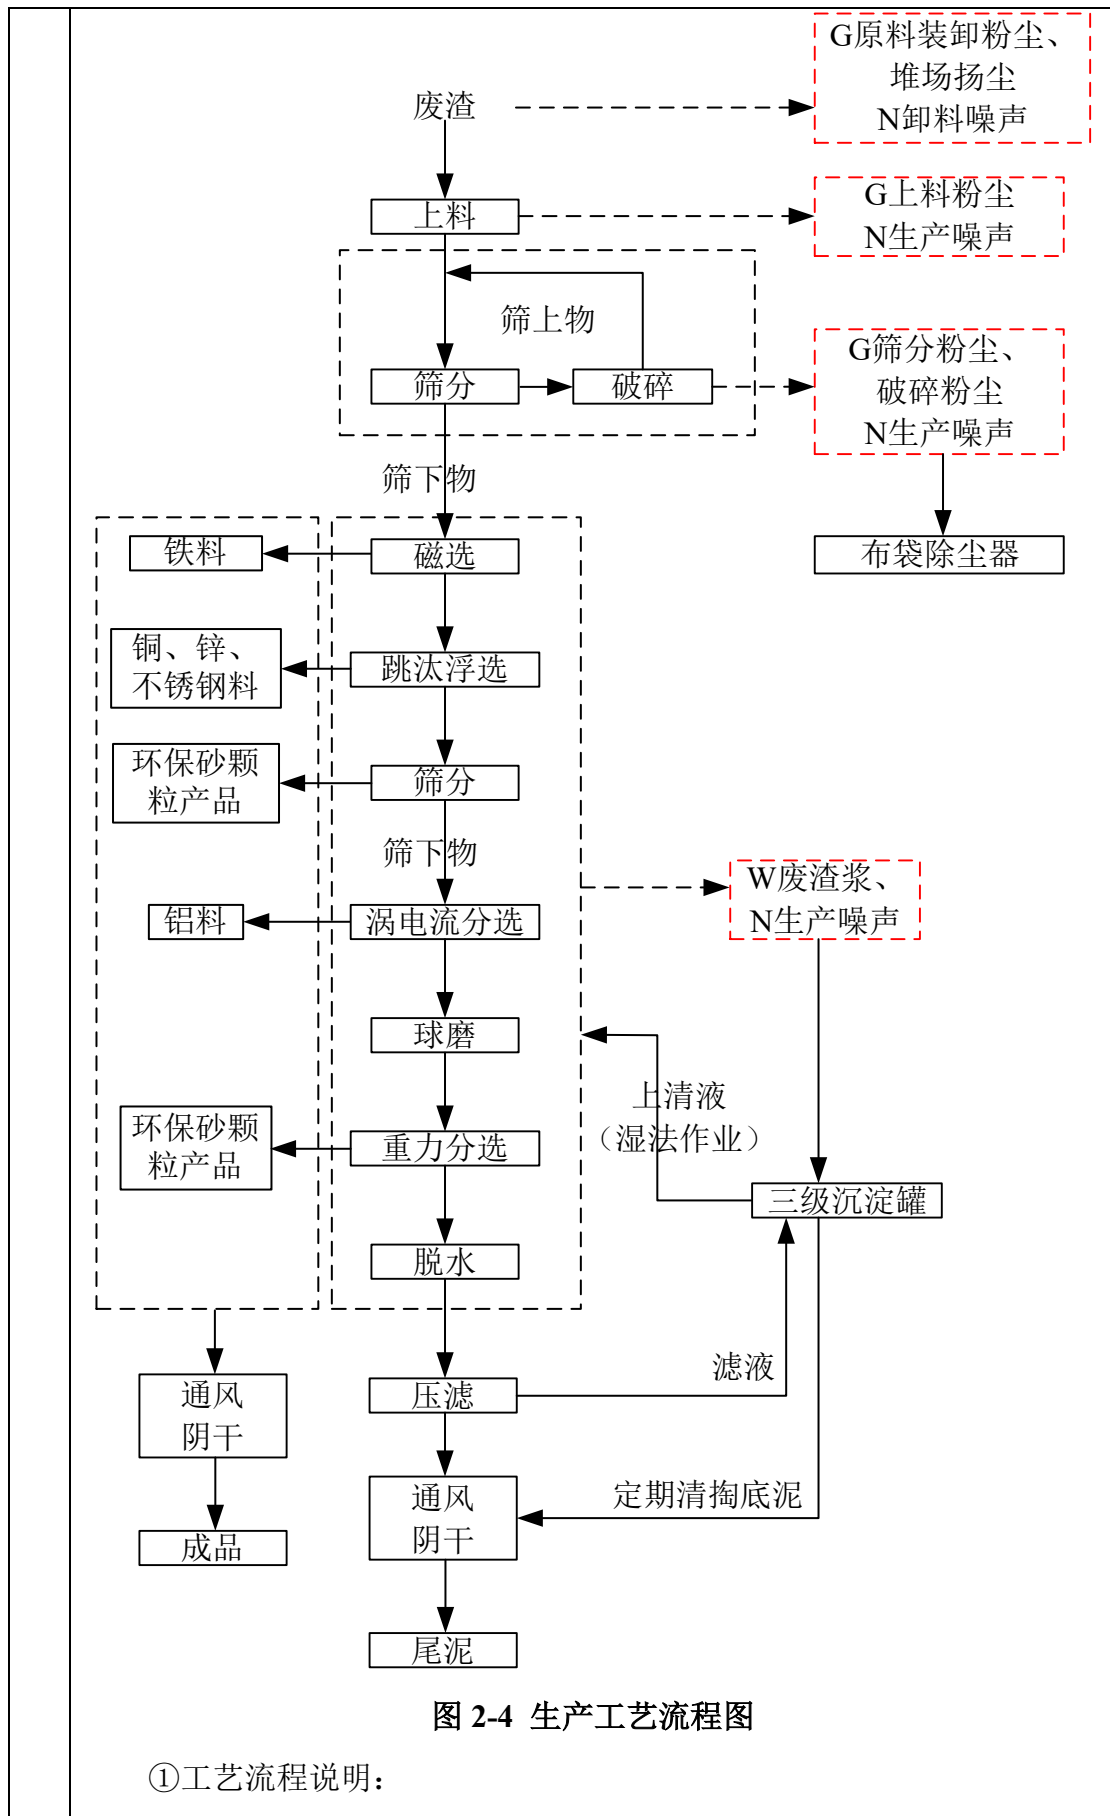 G原料装卸粉尘、
堆场扬尘
N卸料噪声
废渣
上料
G上料粉尘
N生产噪声
筛上物
筛分
破碎
G筛分粉尘、
破碎粉尘
N生产噪声
筛下物
铁料
磁选
布袋除尘器
铜、锌、
不锈钢料
跳汰浮选
环保砂颗
粒产品
筛分
筛下物
W废渣浆、
N生产噪声
铝料
涡电流分选
球磨
上清液
（湿法作业）
环保砂颗
粒产品
重力分选
三级沉淀罐
脱水
滤液
通风
阴干
压滤
定期清掏底泥
通风
阴干
成品
尾泥
图 2-4 生产工艺流程图
①工艺流程说明：